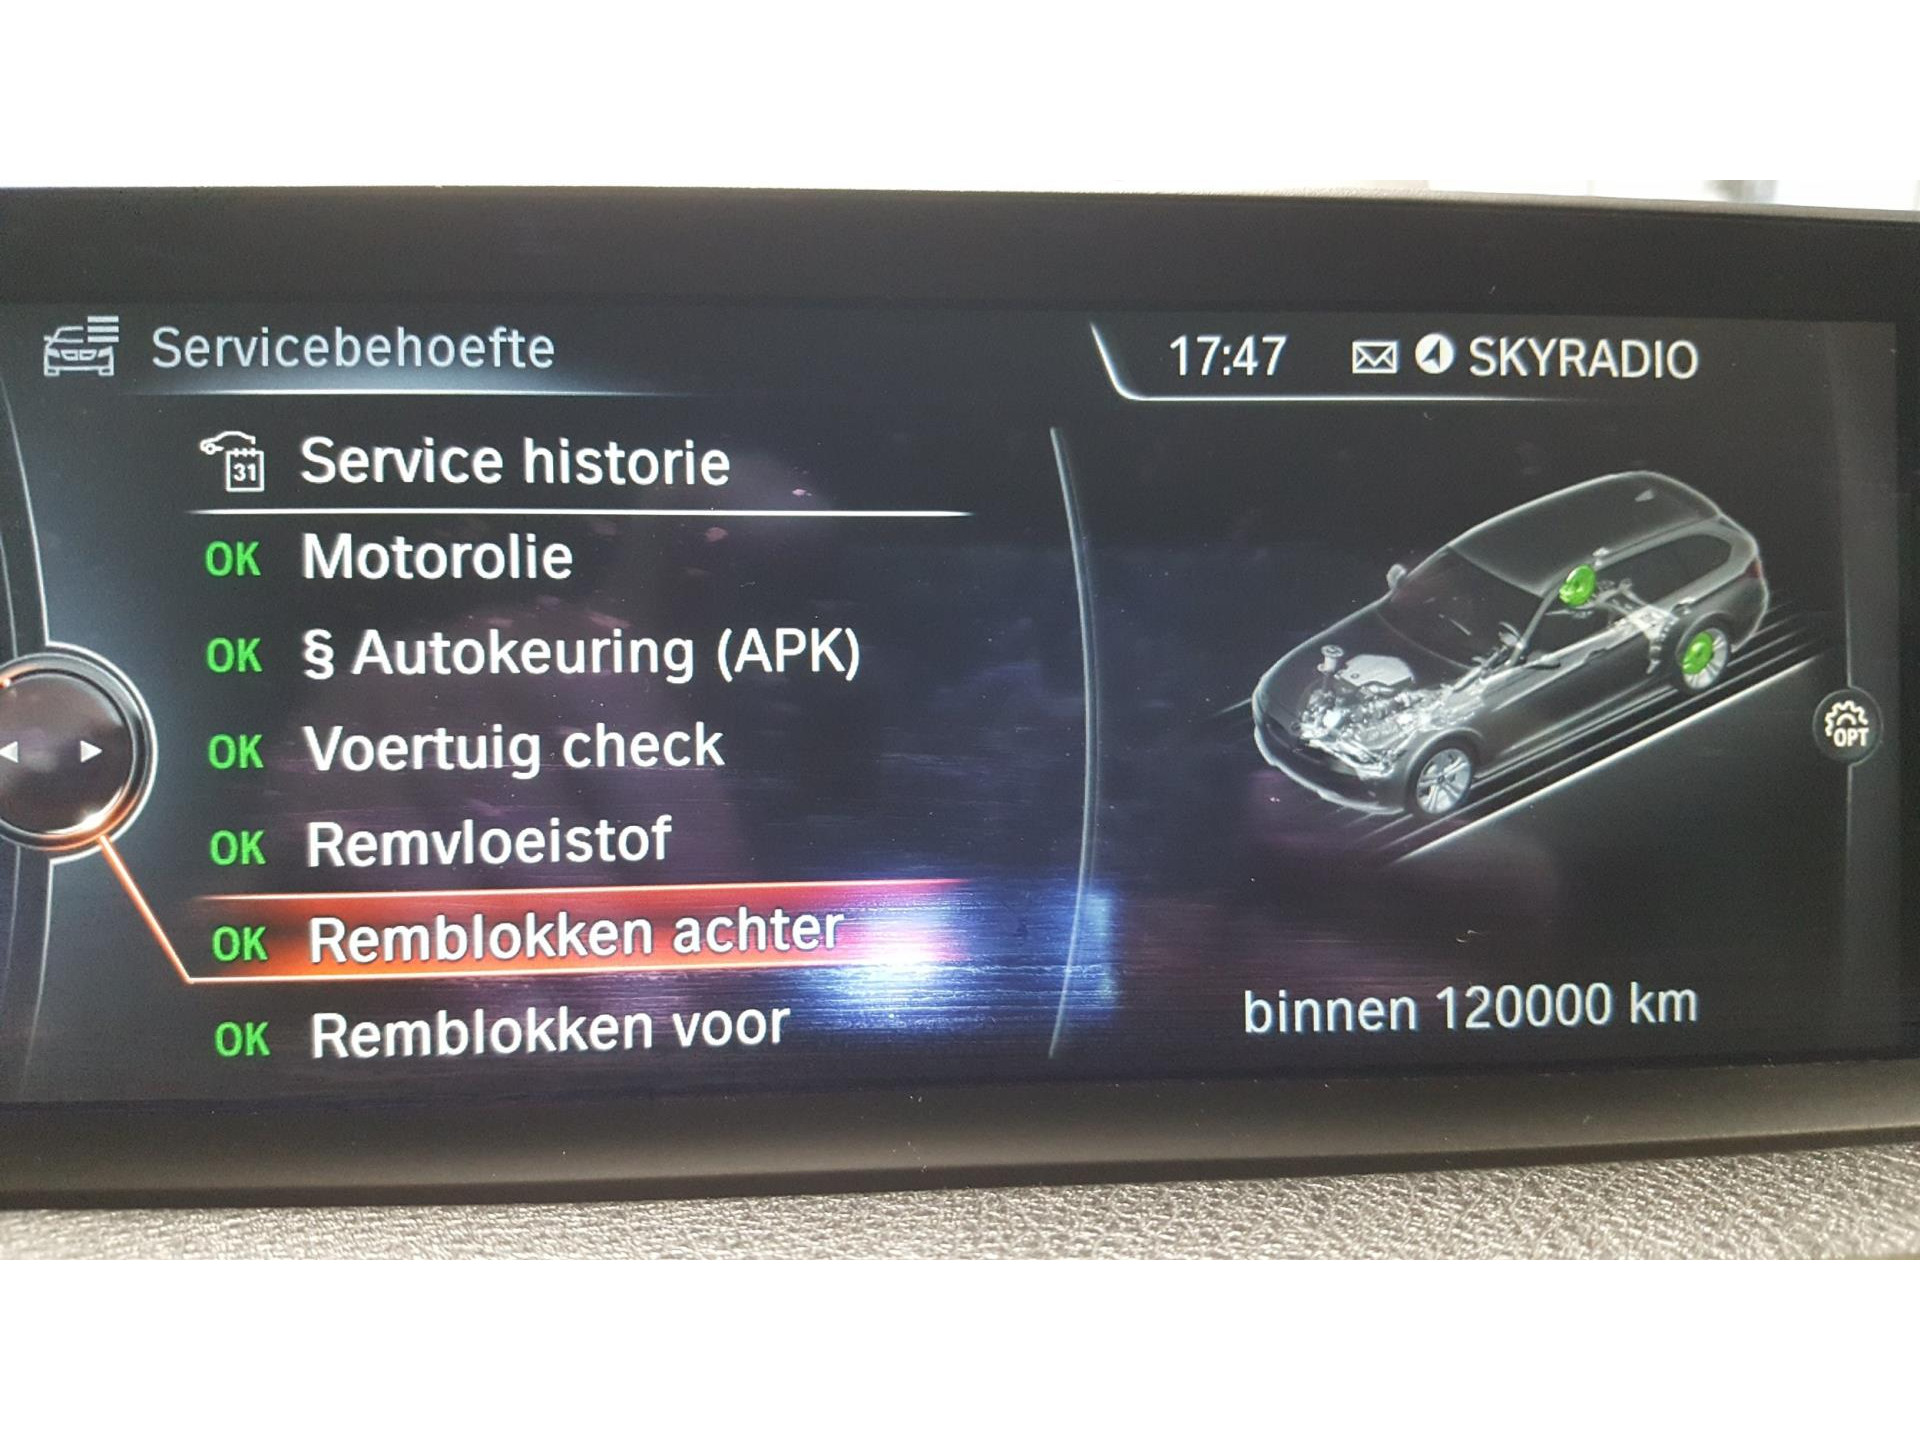 Servicebehoefte
17:47 SKYRADIO
31 Service historie
OK Motorolie
OK § Autokeuring (APK)
OK Voertuig check
OK Remvloeistof
OK Remblokken achter
OK Remblokken voor
OPT
binnen 120000 km